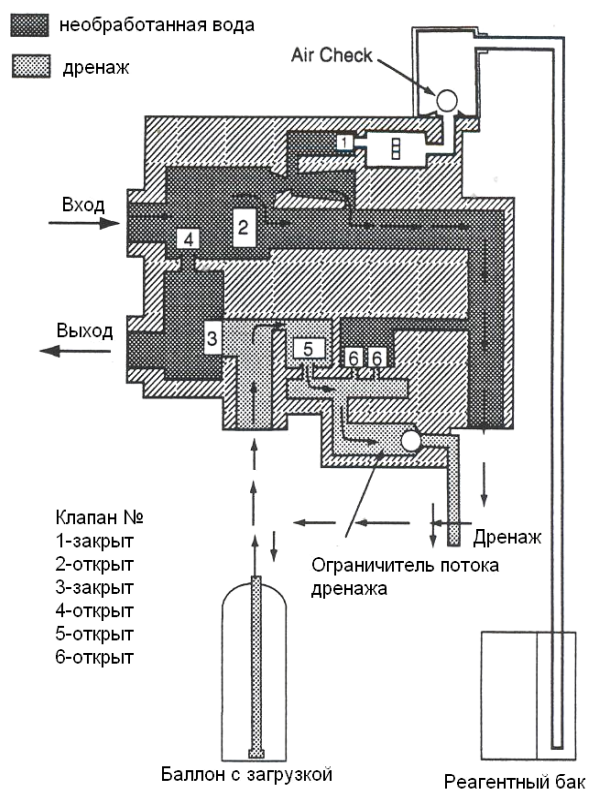 необработанная вода
дренаж
Air Check
1
Вход
2
4
Выход
3
5
6 6
Клапан №
1-закрыт
2-открыт
3-закрыт
4-открыт
5-открыт
6-открыт
Дренаж
Ограничитель потока
дренажа
Баллон с загрузкой
Реагентный бак